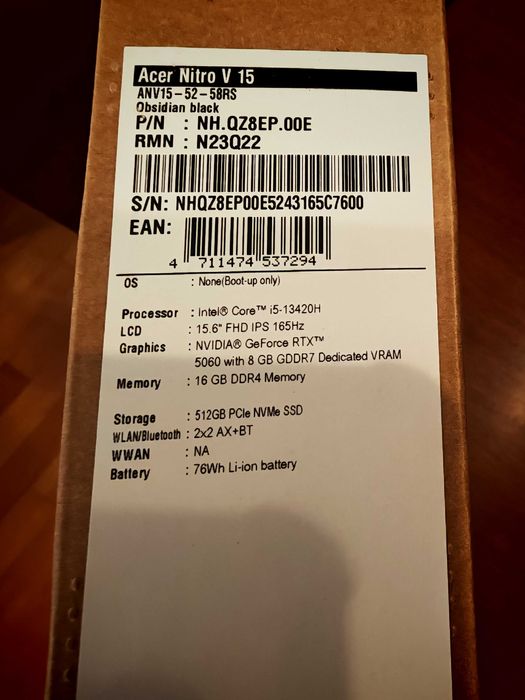 Acer Nitro V 15
ANV15-52-58RS
Obsidian black
P/N : NH.QZ8EP.00E
RMN : N23Q22
S/N: NHQZ8EP00E5243165C7600
EAN:
4 711474 537294
OS : None(Boot-up only)
Processor : Intel® Core™ i5-13420H
LCD : 15.6" FHD IPS 165Hz
Graphics : NVIDIA® GeForce RTX™
5060 with 8 GB GDDR7 Dedicated VRAM
Memory : 16 GB DDR4 Memory
Storage : 512GB PCIe NVMe SSD
WLAN/Bluetooth : 2x2 AX+BT
WWAN : NA
Battery : 76Wh Li-ion battery